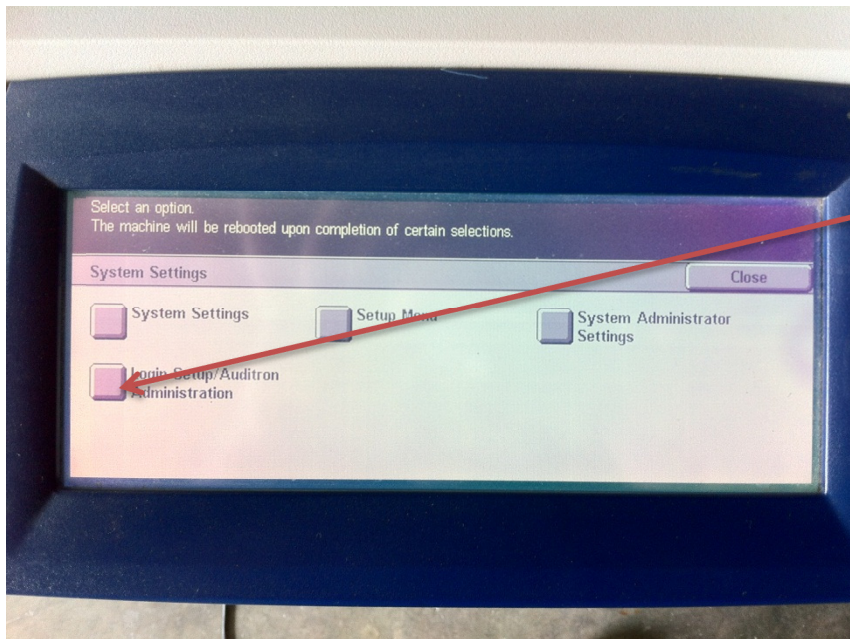 Select an option.
The machine will be rebooted upon completion of certain selections.
System Settings
Close
System Settings
Setup Menu
System Administrator
Settings
Login Setup/Auditron
Administration